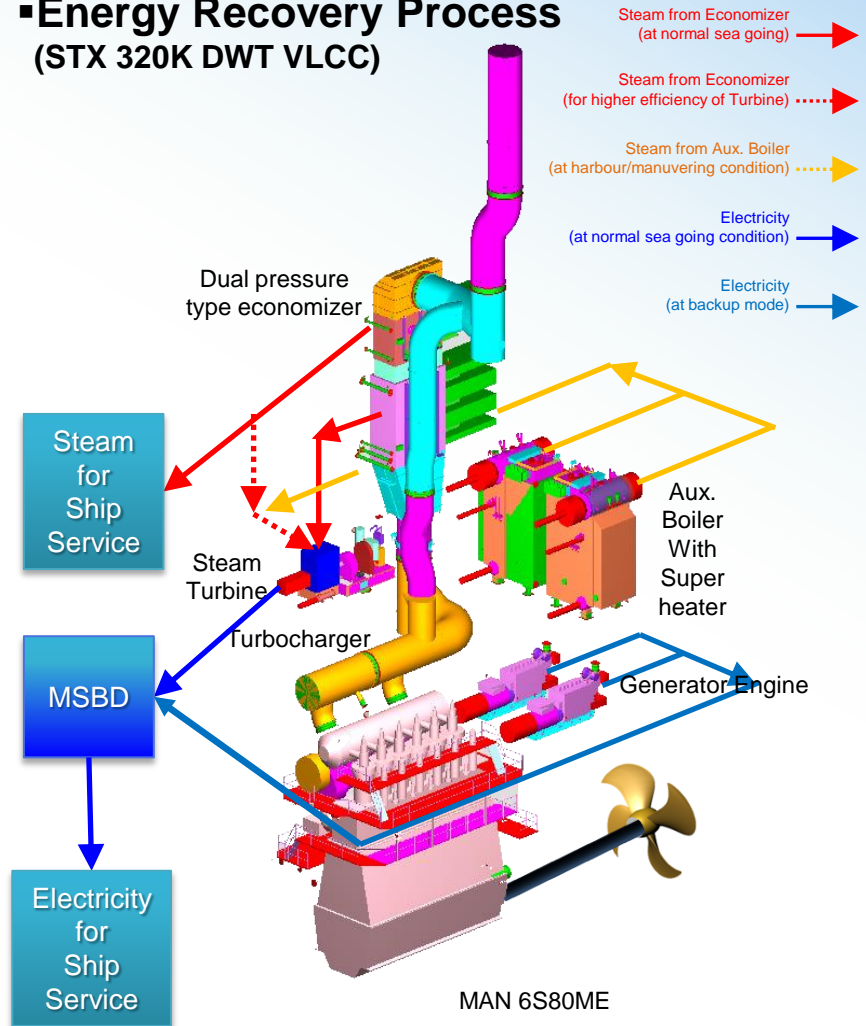 ▪Energy Recovery Process
(STX 320K DWT VLCC)
Steam from Economizer
(at normal sea going)
Steam from Economizer
(for higher efficiency of Turbine)
Steam from Aux. Boiler
(at harbour/manuvering condition)
Electricity
(at normal sea going condition)
Electricity
(at backup mode)
Dual pressure
type economizer
Steam
for
Ship
Service
Steam
Turbine
Aux.
Boiler
With
Super
heater
Turbocharger
MSBD
Generator Engine
Electricity
for
Ship
Service
MAN 6S80ME